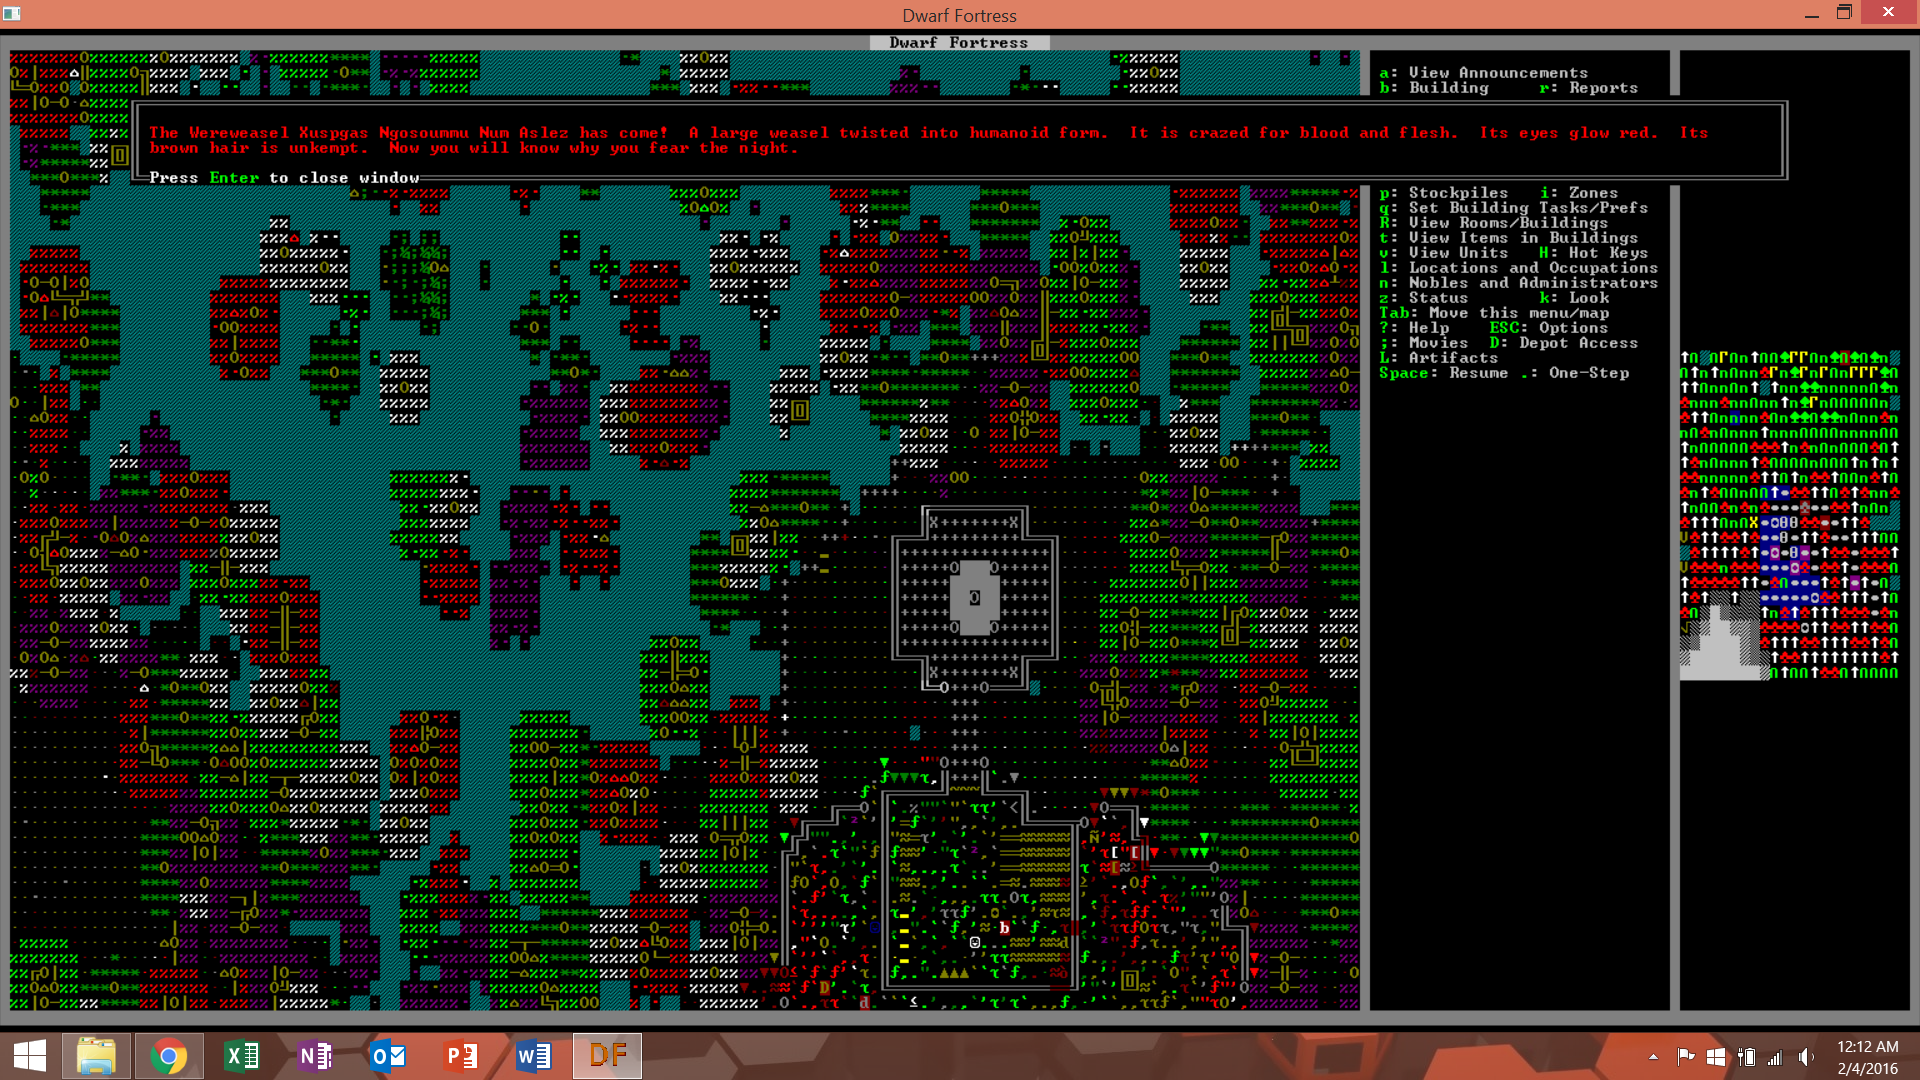 Dwarf Fortress
Dwarf Fortress
a: View Announcements
b: Building r: Reports
The Wereweasel Xuspgas Ngosoummu Num Aslez has come! A large weasel twisted into humanoid form. It is crazed for blood and flesh. Its eyes glow red. Its
brown hair is unkempt. Now you will know why you fear the night.
Press Enter to close window
p: Stockpiles i: Zones
q: Set Building Tasks/Prefs
R: View Rooms/Buildings
t: View Items in Buildings
v: View Units H: Hot Keys
l: Locations and Occupations
n: Nobles and Administrators
z: Status k: Look
Tab: Move this menu/map
?: Help ESC: Options
;: Movies D: Depot Access
L: Artifacts
Space: Resume .: One-Step
DF
12:12 AM
2/4/2016